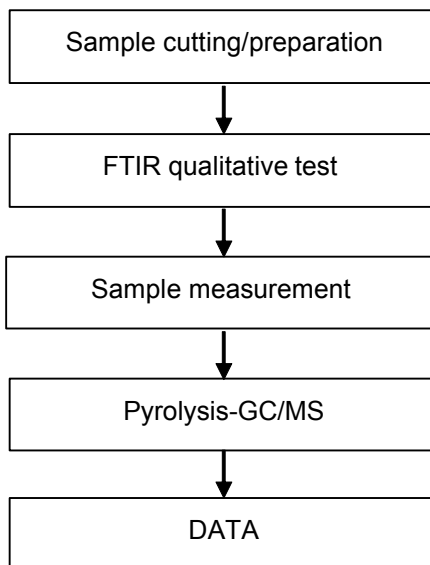 Sample cutting/preparation
FTIR qualitative test
Sample measurement
Pyrolysis-GC/MS
DATA